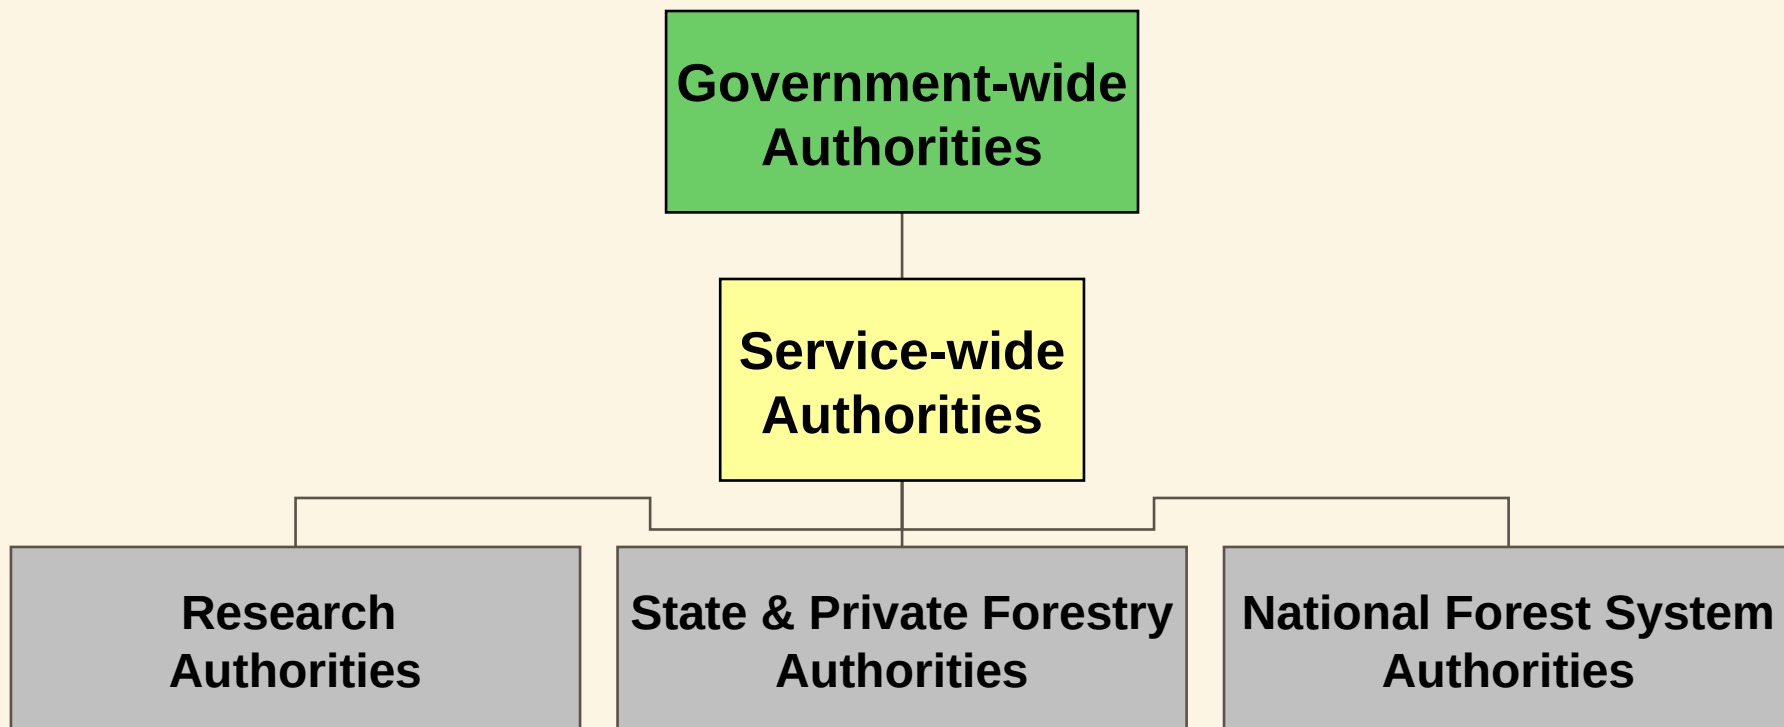 Government-wide
Authorities
Service-wide
Authorities
Research
Authorities
State & Private Forestry
Authorities
National Forest System
Authorities